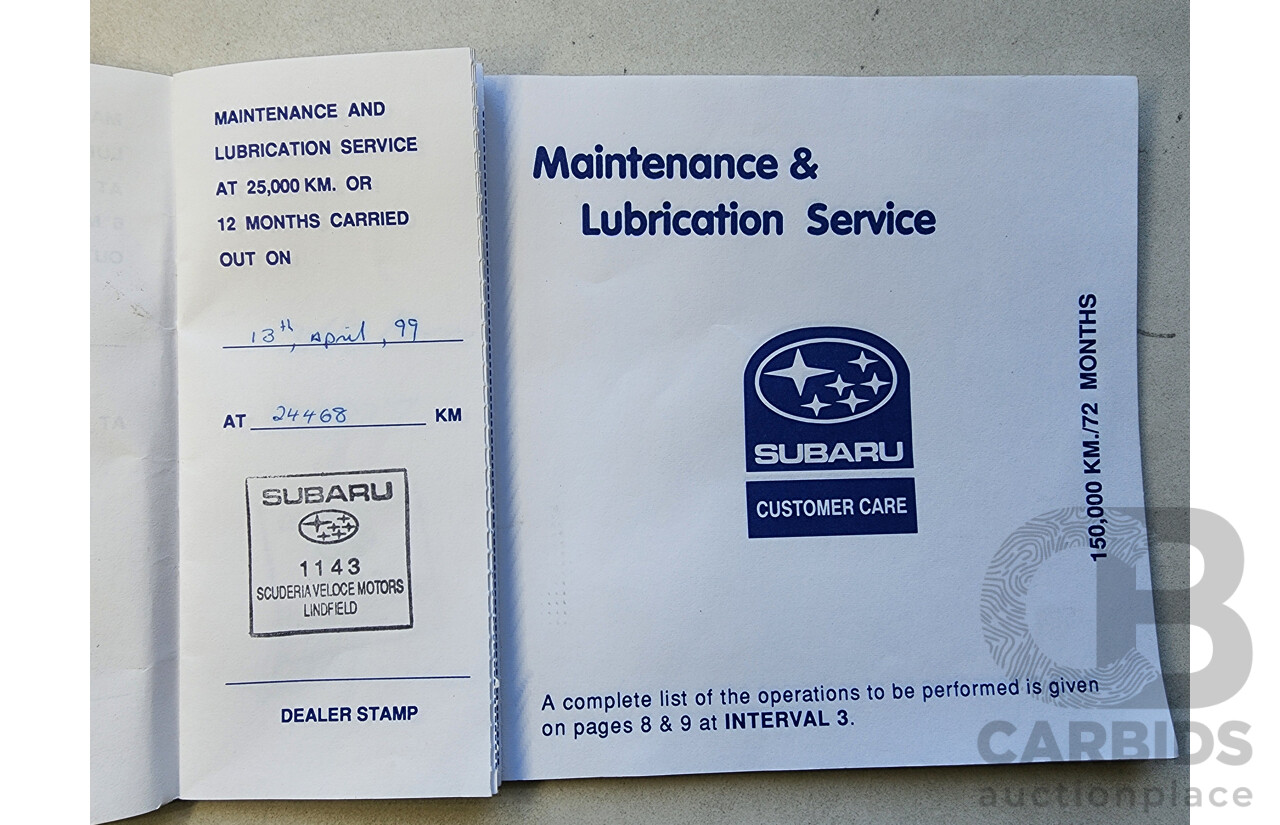 MAINTENANCE AND
LUBRICATION SERVICE
AT 25,000 KM. OR
12 MONTHS CARRIED
OUT ON
13th, April, 99
AT 24468 KM
SUBARU
1143
SCUDERIA VELOCE MOTORS
LINDFIELD
DEALER STAMP
Maintenance &
Lubrication Service
SUBARU
CUSTOMER CARE
150,000 KM./72 MONTHS
A complete list of the operations to be performed is given
on pages 8 & 9 at INTERVAL 3.
CB
CARBIDS
auctionplace